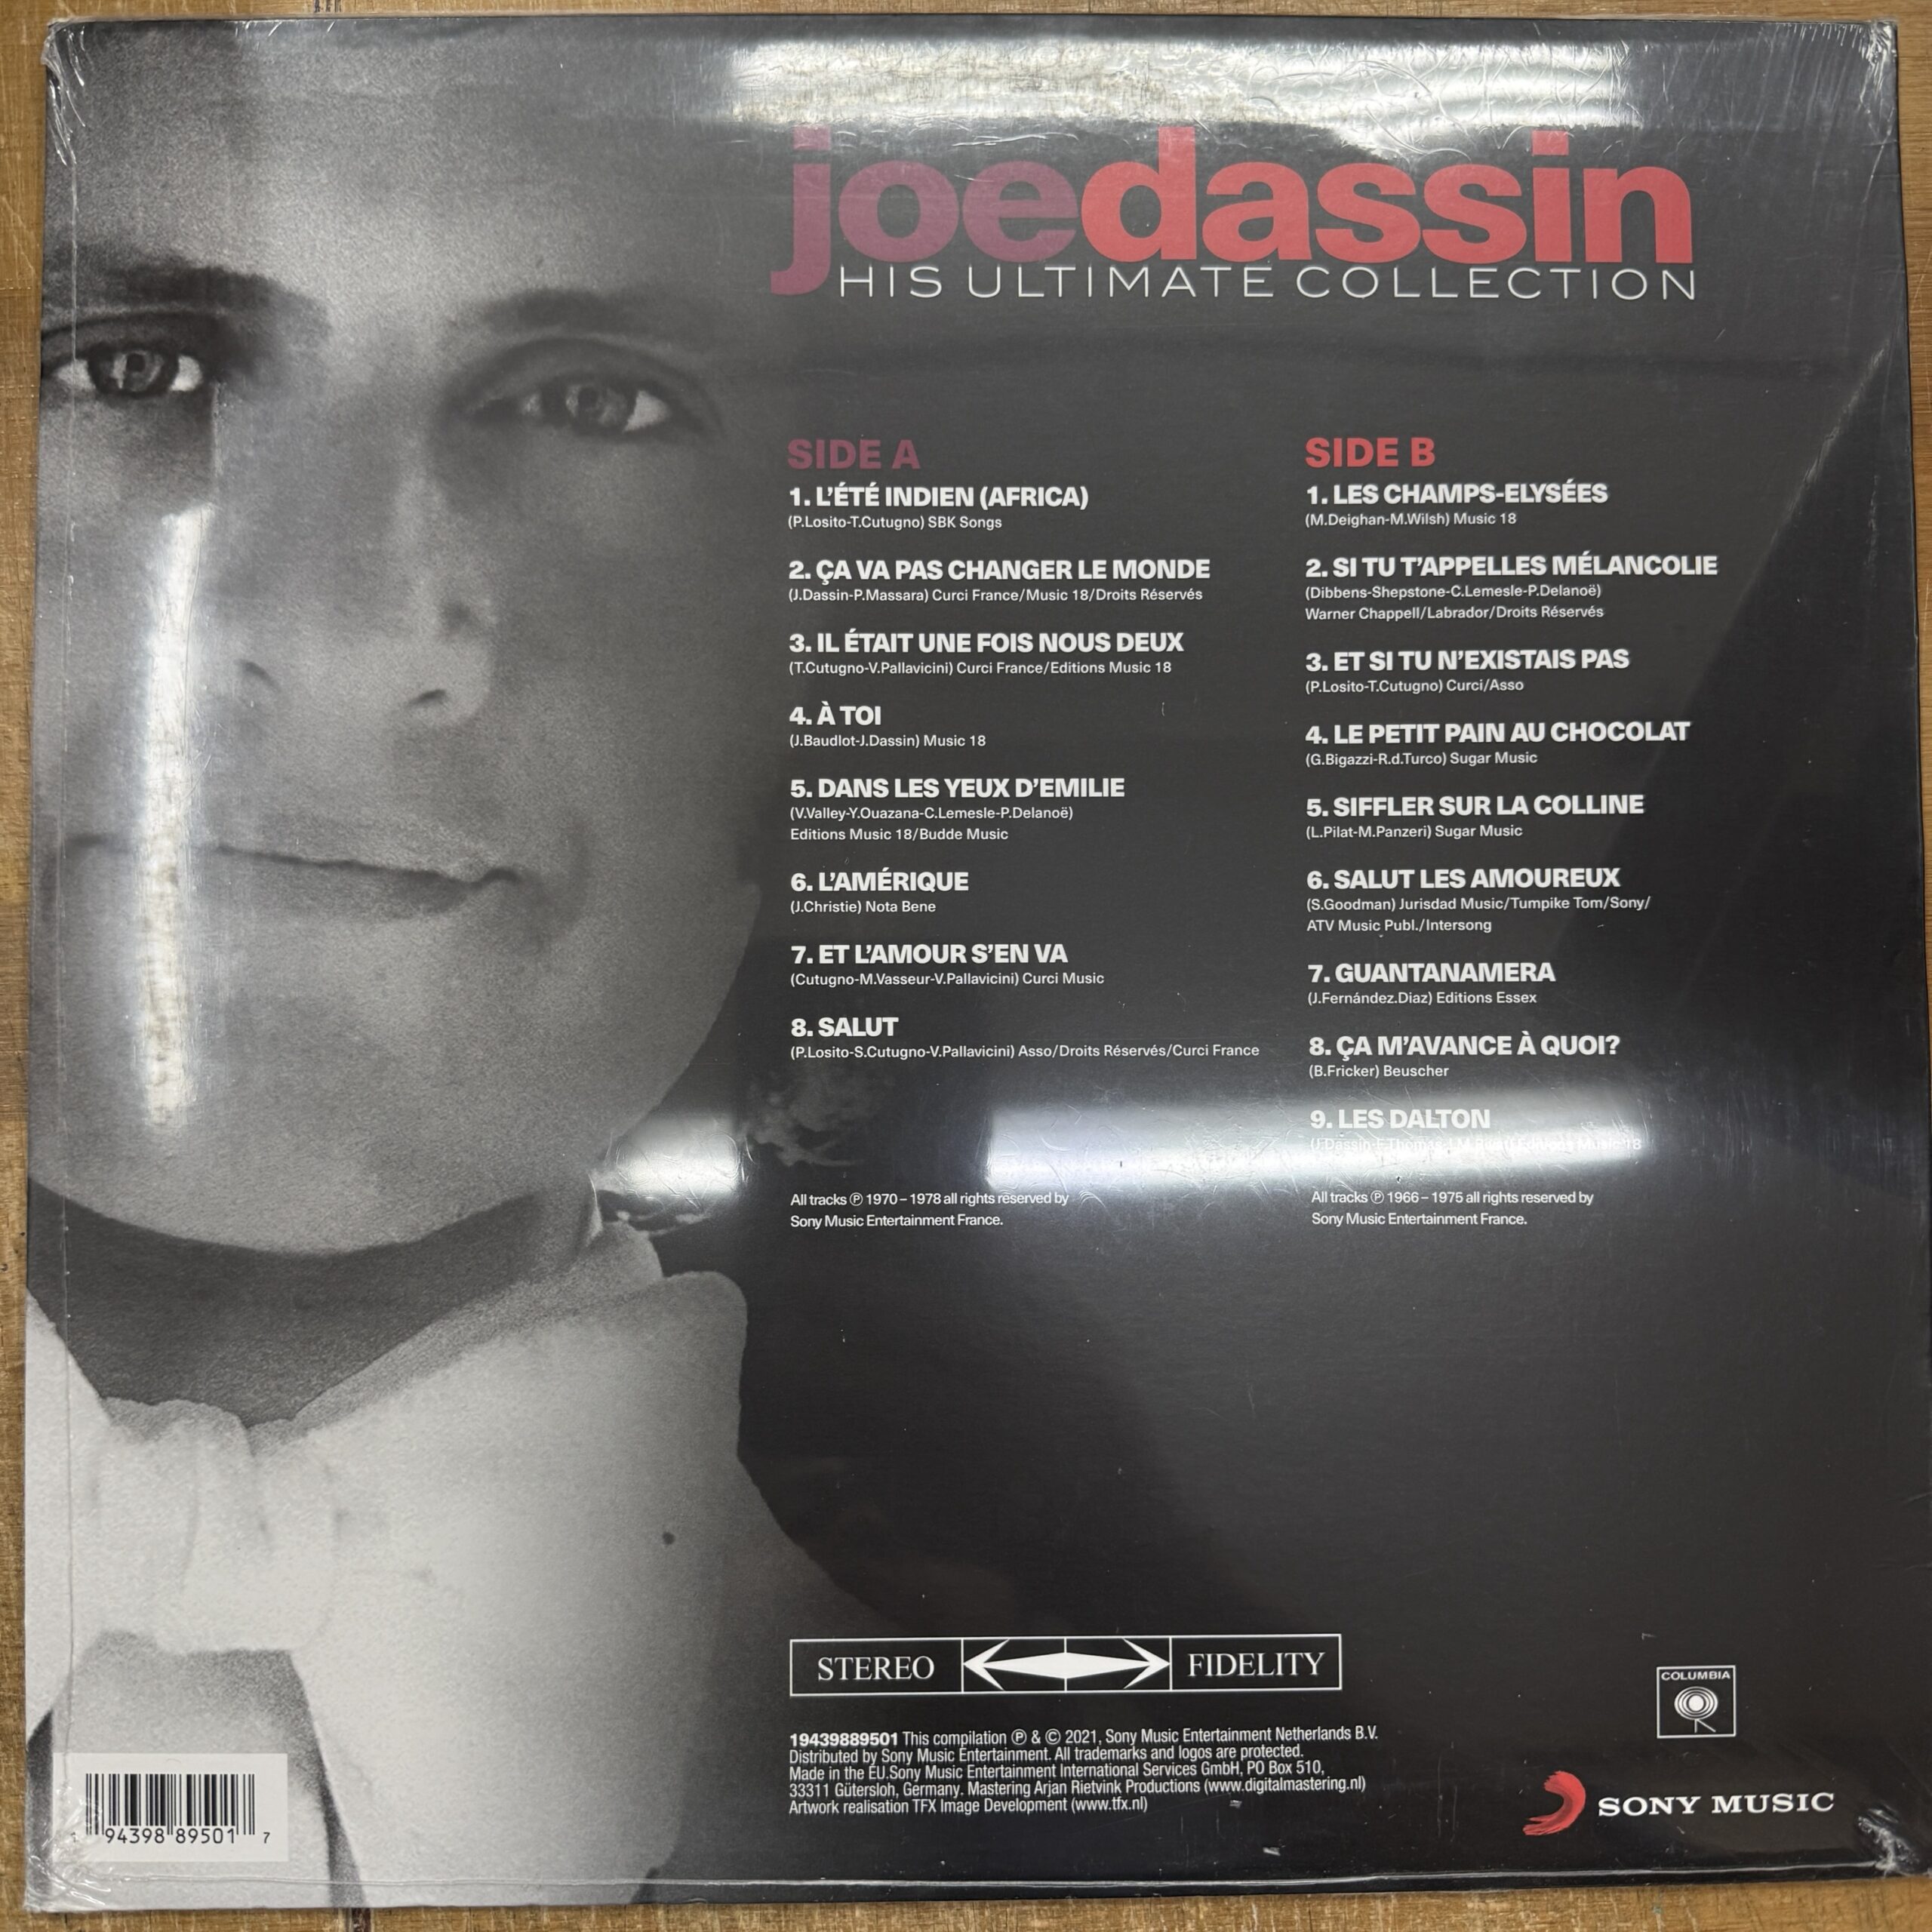 joedassin
HIS ULTIMATE COLLECTION
SIDE A
1. L'ÉTÉ INDIEN (AFRICA)
(P.Losito-T.Cutugno) SBK Songs
2. ÇA VA PAS CHANGER LE MONDE
(J.Dassin-P.Massara) Curci France/Music 18/Droits Réservés
3. IL ÉTAIT UNE FOIS NOUS DEUX
(T.Cutugno-V.Pallavicini) Curci France/Editions Music 18
4. À TOI
(J.Baudlot-J.Dassin) Music 18
5. DANS LES YEUX D'EMILIE
(V.Valley-Y.Ouazana-C.Lemesle-P.Delanoë)
Editions Music 18/Budde Music
6. L'AMÉRIQUE
(J.Christie) Nota Bene
7. ET L'AMOUR S'EN VA
(Cutugno-M.Vasseur-V.Pallavicini) Curci Music
8. SALUT
(P.Losito-S.Cutugno-V.Pallavicini) Asso/Droits Réservés/Curci France
All tracks ℗ 1970 – 1978 all rights reserved by
Sony Music Entertainment France.
SIDE B
1. LES CHAMPS-ELYSÉES
(M.Deighan-M.Wilsh) Music 18
2. SI TU T'APPELLES MÉLANCOLIE
(Dibbens-Shepstone-C.Lemesle-P.Delanoë)
Warner Chappell/Labrador/Droits Réservés
3. ET SI TU N'EXISTAIS PAS
(P.Losito-T.Cutugno) Curci/Asso
4. LE PETIT PAIN AU CHOCOLAT
(G.Bigazzi-R.d.Turco) Sugar Music
5. SIFFLER SUR LA COLLINE
(L.Pilat-M.Panzeri) Sugar Music
6. SALUT LES AMOUREUX
(S.Goodman) Jurisdad Music/Tumpike Tom/Sony/
ATV Music Publ./Intersong
7. GUANTANAMERA
(J.Fernández.Diaz) Editions Essex
8. ÇA M'AVANCE À QUOI?
(B.Fricker) Beuscher
9. LES DALTON
(J.Dassin-F.Thomas-J.M. Editions Music 18
All tracks ℗ 1966 – 1975 all rights reserved by
Sony Music Entertainment France.
STEREO FIDELITY
COLUMBIA
19439889501 This compilation ℗ & © 2021, Sony Music Entertainment Netherlands B.V.
Distributed by Sony Music Entertainment. All trademarks and logos are protected.
Made in the EU.Sony Music Entertainment International Services GmbH, PO Box 510,
33311 Gütersloh, Germany. Mastering Arjan Rietvink Productions (www.digitalmastering.nl)
Artwork realisation TFX Image Development (www.tfx.nl)
SONY MUSIC
1 94398 89501 7